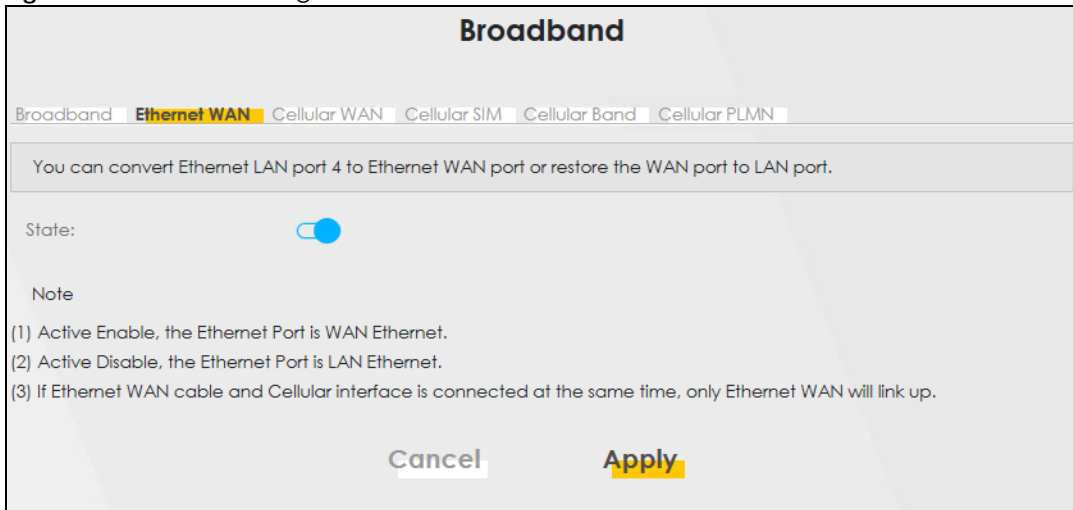 Broadband
Broadband Ethernet WAN Cellular WAN Cellular SIM Cellular Band Cellular PLMN
You can convert Ethernet LAN port 4 to Ethernet WAN port or restore the WAN port to LAN port.
State:
Note
(1) Active Enable, the Ethernet Port is WAN Ethernet.
(2) Active Disable, the Ethernet Port is LAN Ethernet.
(3) If Ethernet WAN cable and Cellular interface is connected at the same time, only Ethernet WAN will link up.
Cancel Apply